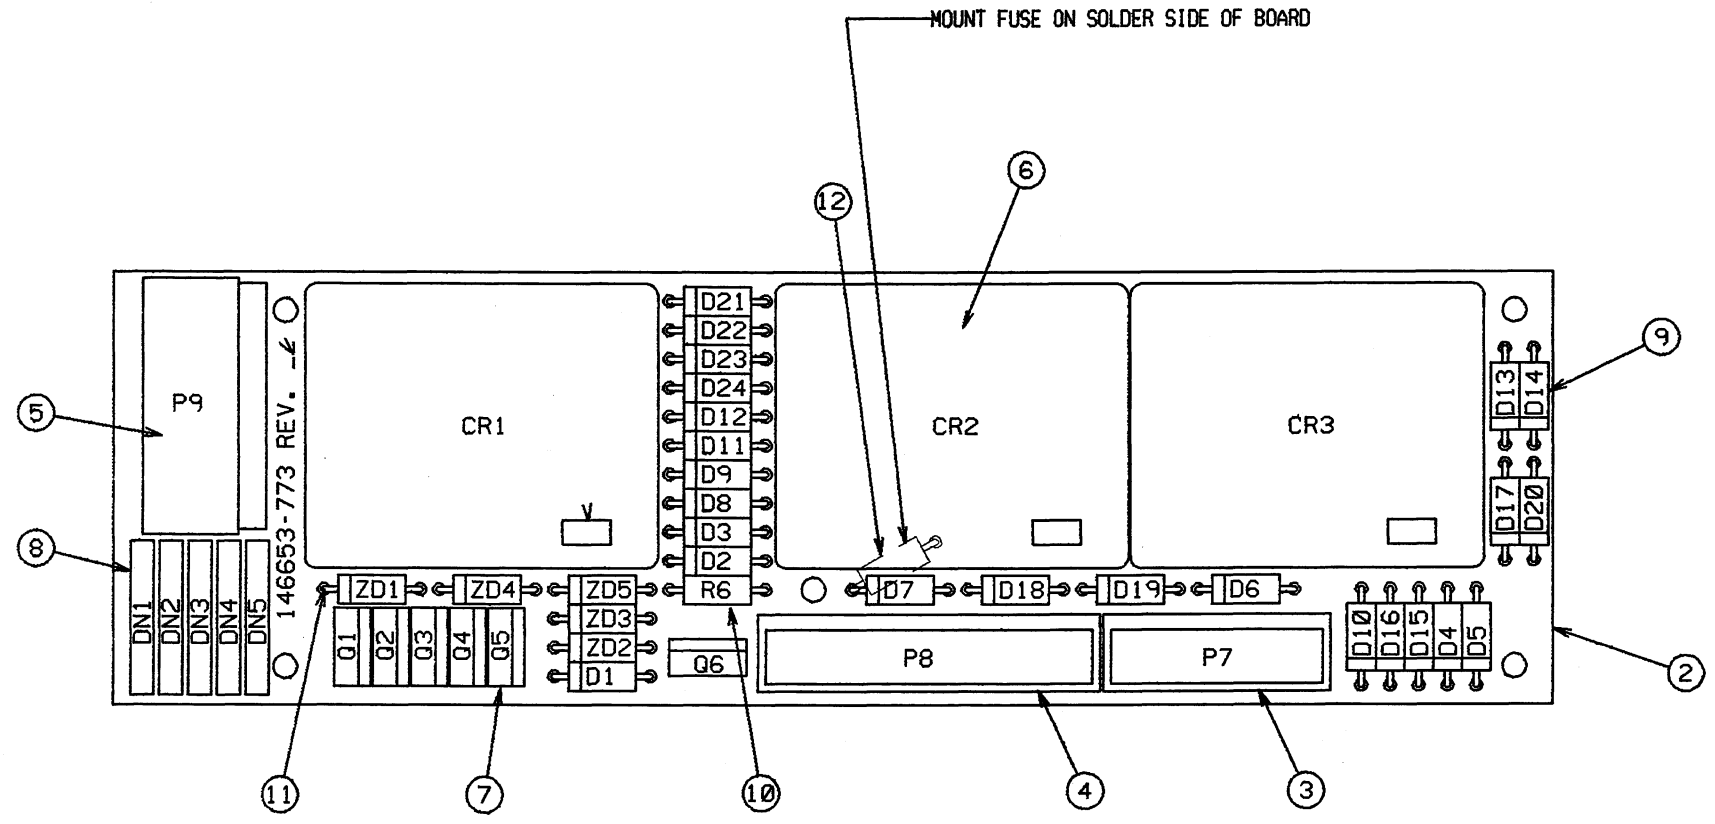 MOUNT FUSE ON SOLDER SIDE OF BOARD
12
6
9
5
8
2
11
7
10
4
3
P9
146653-773 REV.
CR1
CR2
CR3
D21
D22
D23
D24
D12
D11
D9
D8
D3
D2
R6
D13
D14
D17
D20
DN1
DN2
DN3
DN4
DN5
ZD1
ZD4
ZD5
ZD3
ZD2
D1
Q1
Q2
Q3
Q4
Q5
Q6
D7
D18
D19
D6
P8
P7
D10
D16
D15
D4
D5